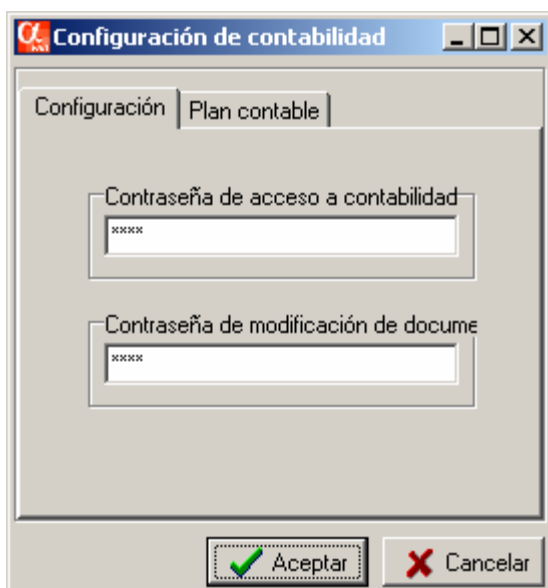 Configuración de contabilidad
Configuración Plan contable
Contraseña de acceso a contabilidad
****
Contraseña de modificación de docume
****
Aceptar Cancelar